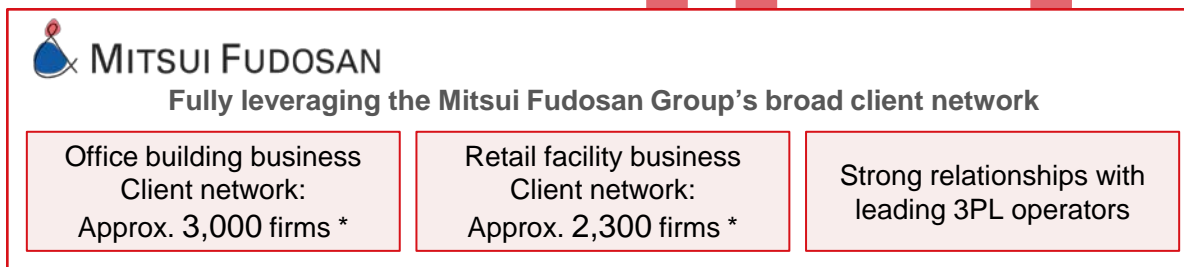 MITSUI FUDOSAN
Fully leveraging the Mitsui Fudosan Group’s broad client network
Office building business
Client network:
Approx. 3,000 firms *
Retail facility business
Client network:
Approx. 2,300 firms *
Strong relationships with
leading 3PL operators